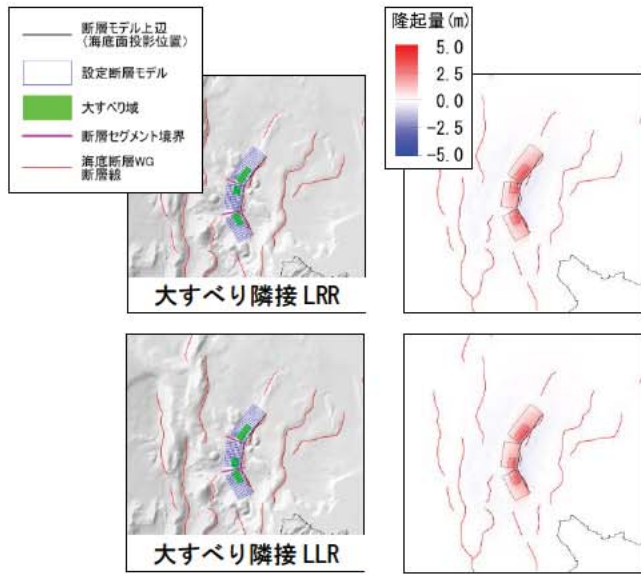 断層モデル上辺
(海底面投影位置)
設定断層モデル
大すべり域
断層セグメント境界
海底断層WG
断層線
隆起量(m)
5.0
2.5
0.0
-2.5
-5.0
大すべり隣接 LRR
大すべり隣接 LLR